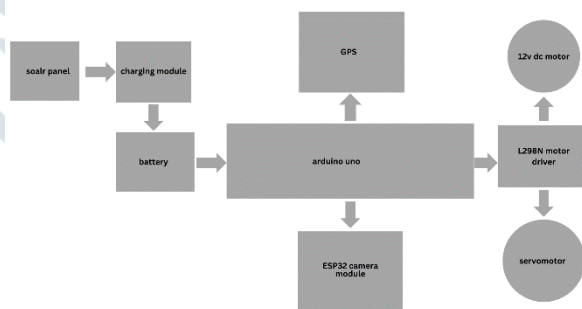 GPS
12v dc motor
soalr panel
charging module
battery
arduino uno
L298N motor
driver
ESP32 camera
module
servomotor